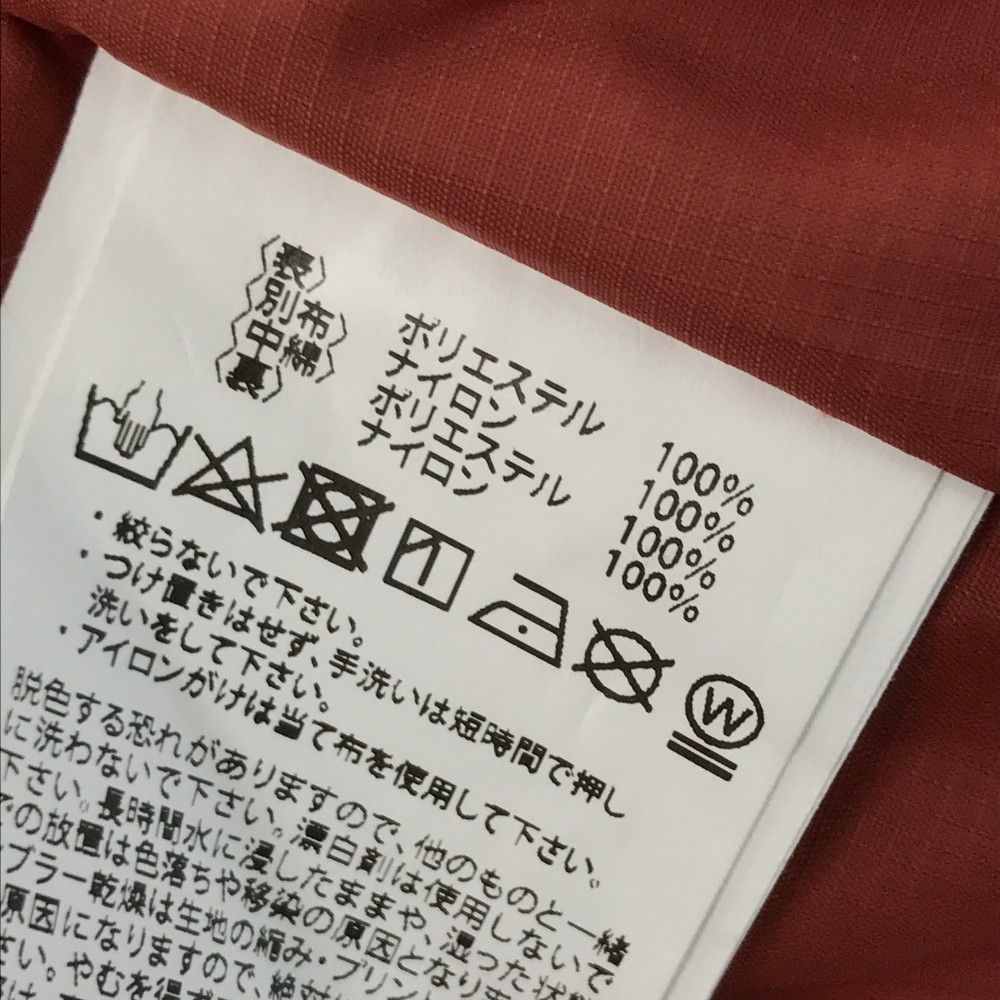 〈表〉 ポリエステル 100%
〈別布〉 ナイロン 100%
〈中綿〉 ポリエステル 100%
〈裏〉 ナイロン 100%
W
・絞らないで下さい。
・つけ置きはせず、手洗いは短時間で押し
洗いをして下さい。
・アイロンがけは当て布を使用して下さい。
脱色する恐れがありますので、他のものと一緒
に洗わないで下さい。漂白剤は使用しないで
下さい。長時間水に浸したままや、湿った状態
での放置は色落ちや移染の原因となりま
ブラー乾燥は生地の縮み・プリン
原因になりますので、絶対
さい。やむを得ず